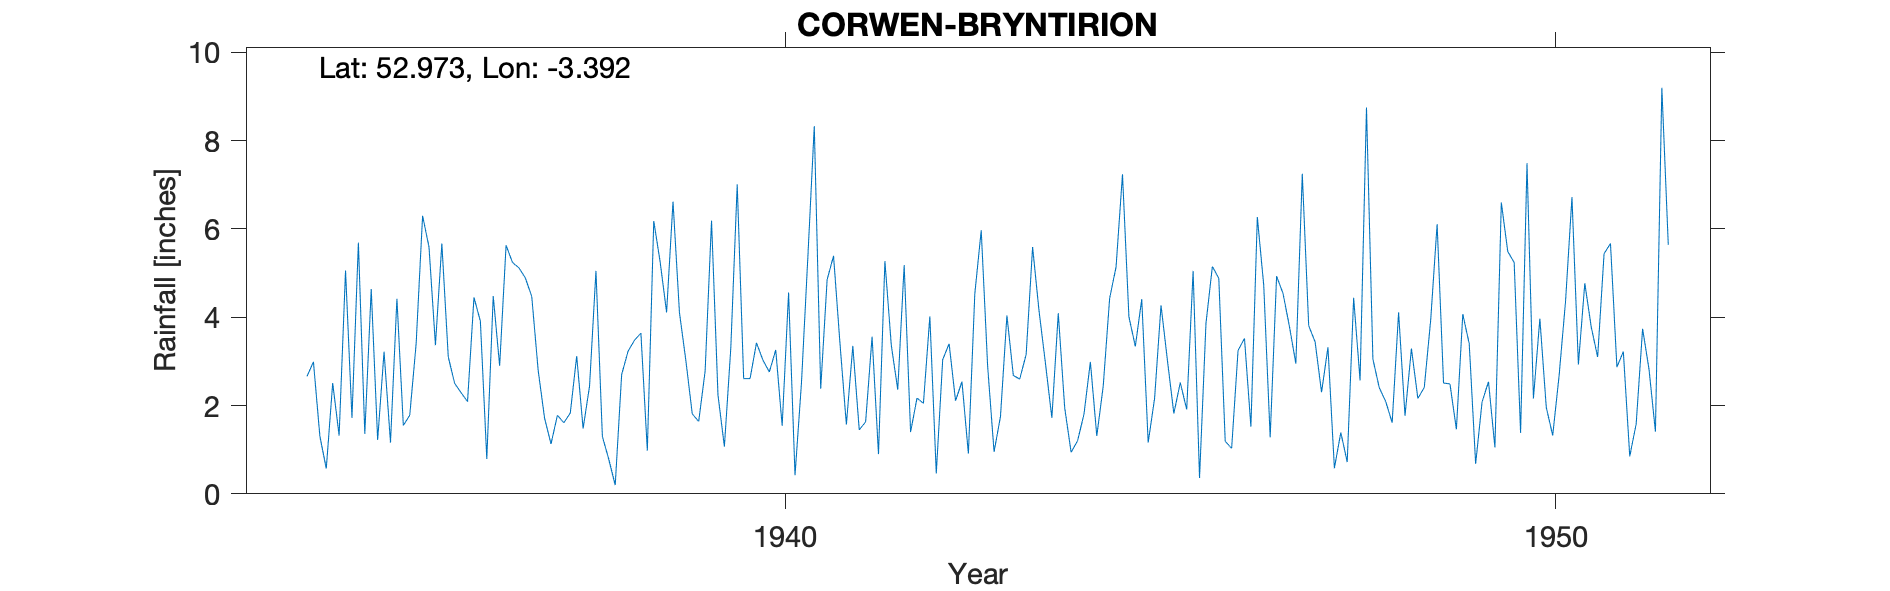 CORWEN-BRYNTIRION
Lat: 52.973, Lon: -3.392
10
8
6
4
2
0
Rainfall [inches]
1940
1950
Year